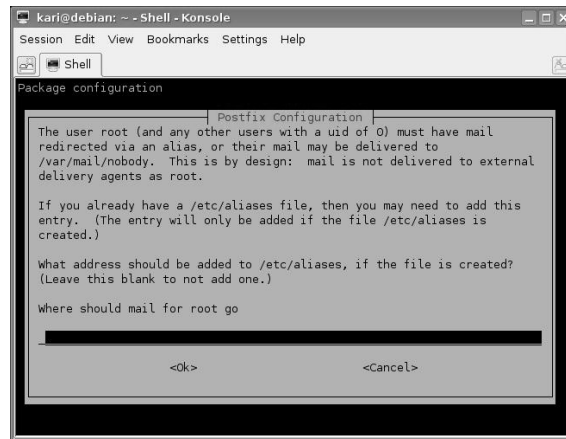 kari@debian: ~ - Shell - Konsole
Session Edit View Bookmarks Settings Help
Shell
Package configuration
Postfix Configuration
The user root (and any other users with a uid of 0) must have mail
redirected via an alias, or their mail may be delivered to
/var/mail/nobody. This is by design: mail is not delivered to external
delivery agents as root.
If you already have a /etc/aliases file, then you may need to add this
entry. (The entry will only be added if the file /etc/aliases is
created.)
What address should be added to /etc/aliases, if the file is created?
(Leave this blank to not add one.)
Where should mail for root go
<Ok> <Cancel>